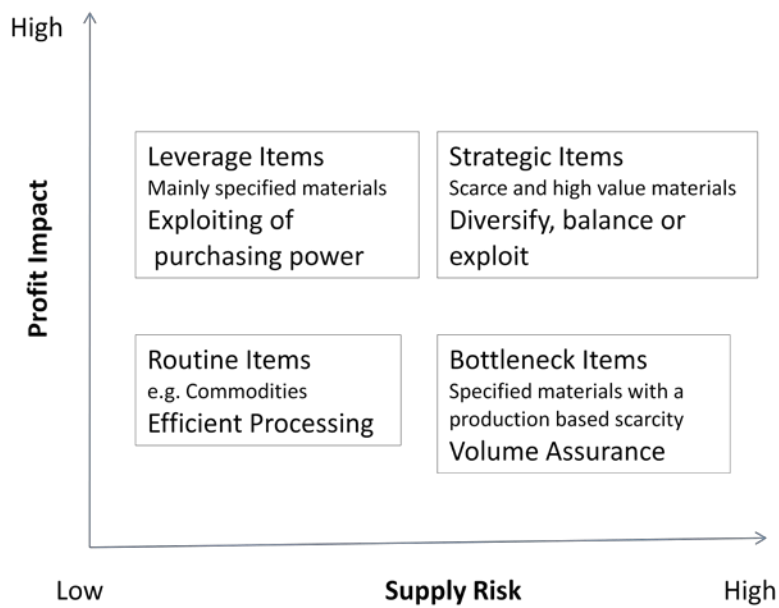 High
Profit Impact
Leverage Items
Mainly specified materials
Exploiting of
purchasing power
Strategic Items
Scarce and high value materials
Diversify, balance or
exploit
Routine Items
e.g. Commodities
Efficient Processing
Bottleneck Items
Specified materials with a
production based scarcity
Volume Assurance
Low
Supply Risk
High